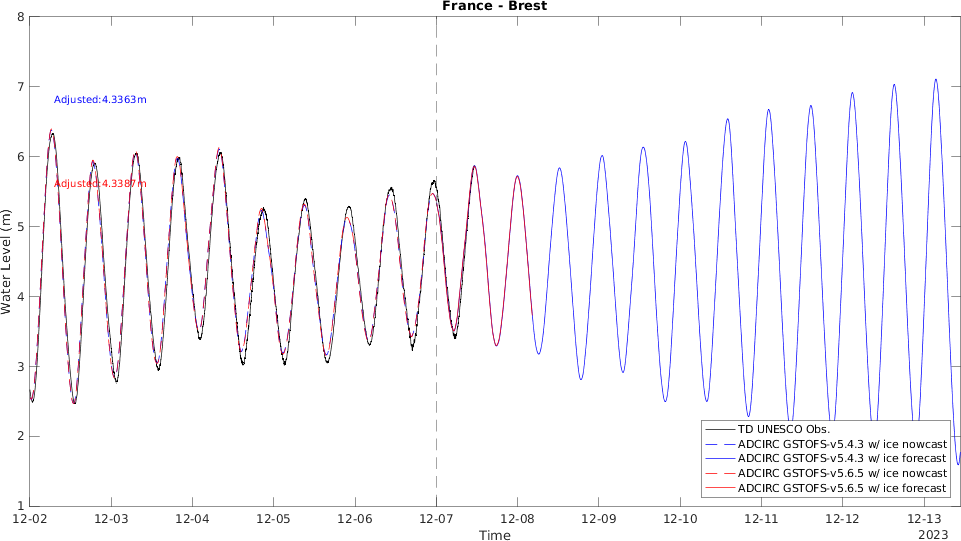 France - Brest
8
7
6
5
4
3
2
1
Water Level (m)
Adjusted:4.3363m
Adjusted:4.3387m
TD UNESCO Obs.
ADCIRC GSTOFS-v5.4.3 w/ ice nowcast
ADCIRC GSTOFS-v5.4.3 w/ ice forecast
ADCIRC GSTOFS-v5.6.5 w/ ice nowcast
ADCIRC GSTOFS-v5.6.5 w/ ice forecast
12-02 12-03 12-04 12-05 12-06 12-07 12-08 12-09 12-10 12-11 12-12 12-13
Time
2023